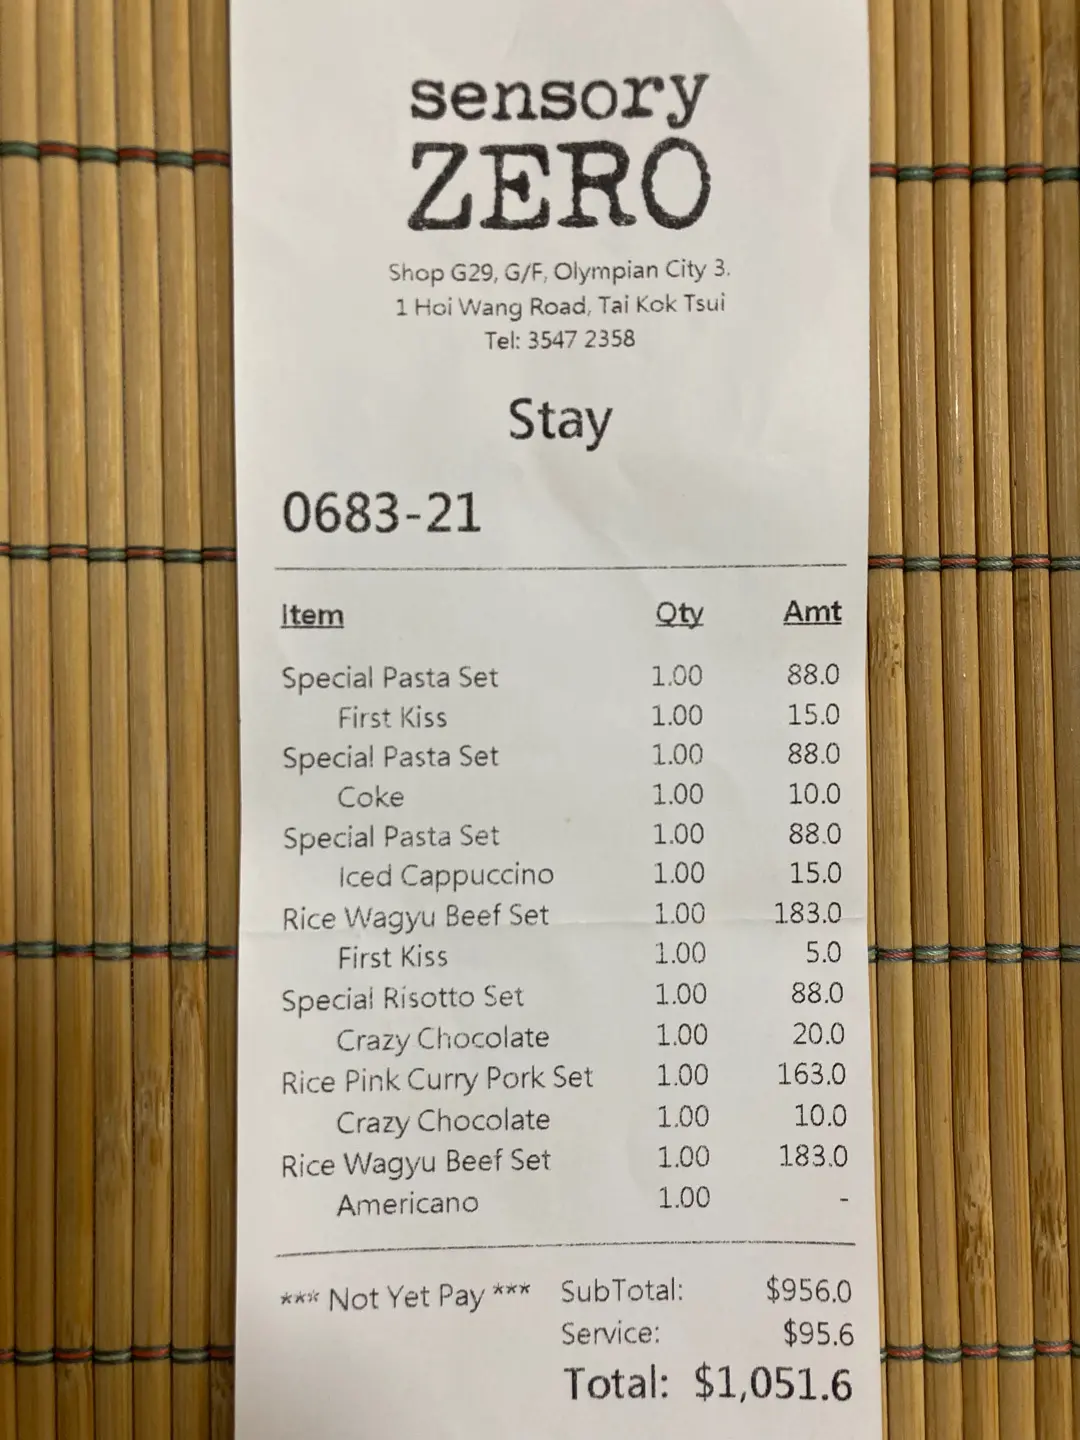 sensory
ZERO
Shop G29, G/F, Olympian City 3.
1 Hoi Wang Road, Tai Kok Tsui
Tel: 3547 2358
Stay
0683-21
Item Qty Amt
Special Pasta Set 1.00 88.0
First Kiss 1.00 15.0
Special Pasta Set 1.00 88.0
Coke 1.00 10.0
Special Pasta Set 1.00 88.0
Iced Cappuccino 1.00 15.0
Rice Wagyu Beef Set 1.00 183.0
First Kiss 1.00 5.0
Special Risotto Set 1.00 88.0
Crazy Chocolate 1.00 20.0
Rice Pink Curry Pork Set 1.00 163.0
Crazy Chocolate 1.00 10.0
Rice Wagyu Beef Set 1.00 183.0
Americano 1.00 -
*** Not Yet Pay *** SubTotal: $956.0
Service: $95.6
Total: $1,051.6